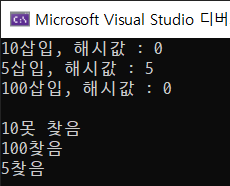 Microsoft Visual Studio 디버
10삽입, 해시값 : 0
5삽입, 해시값 : 5
100삽입, 해시값 : 0
10못 찾음
100찾음
5찾음